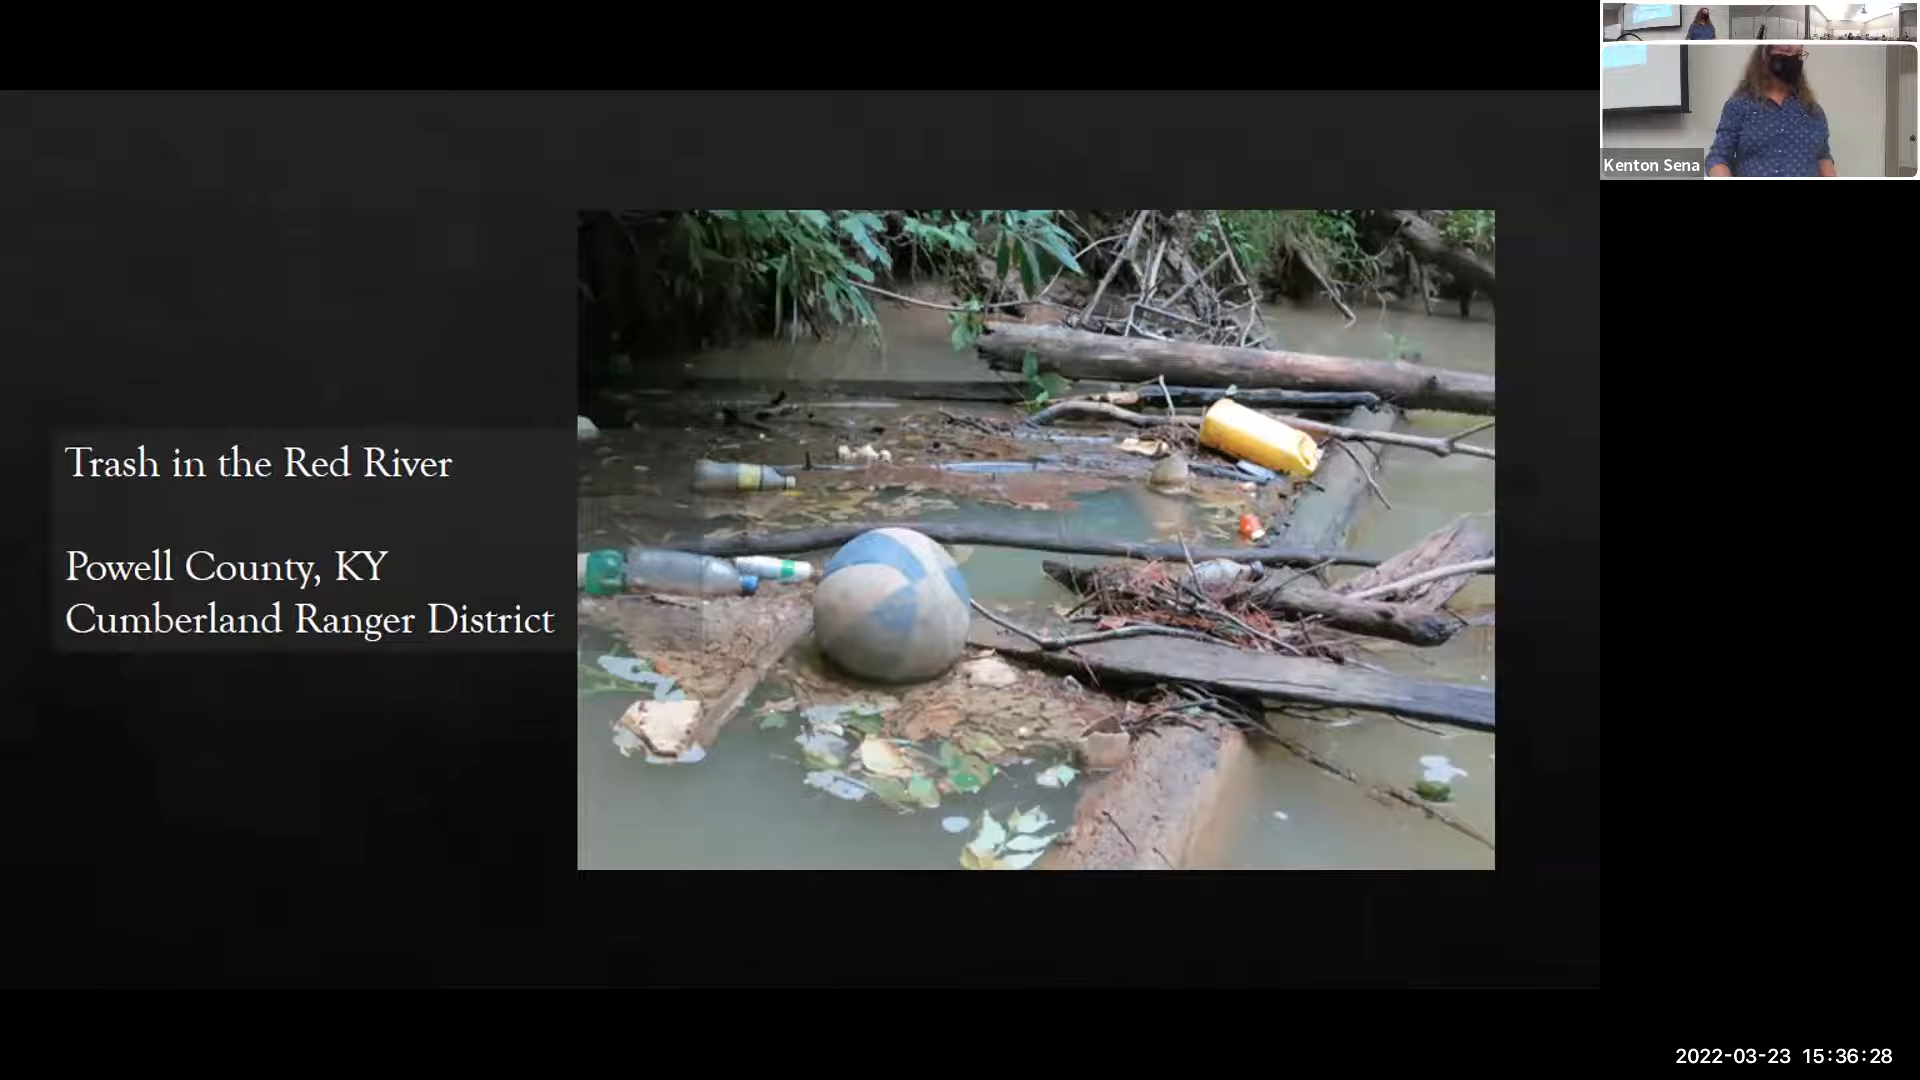 Trash in the Red River
Powell County, KY
Cumberland Ranger District
Kenton Sena
2022-03-23 15:36:28